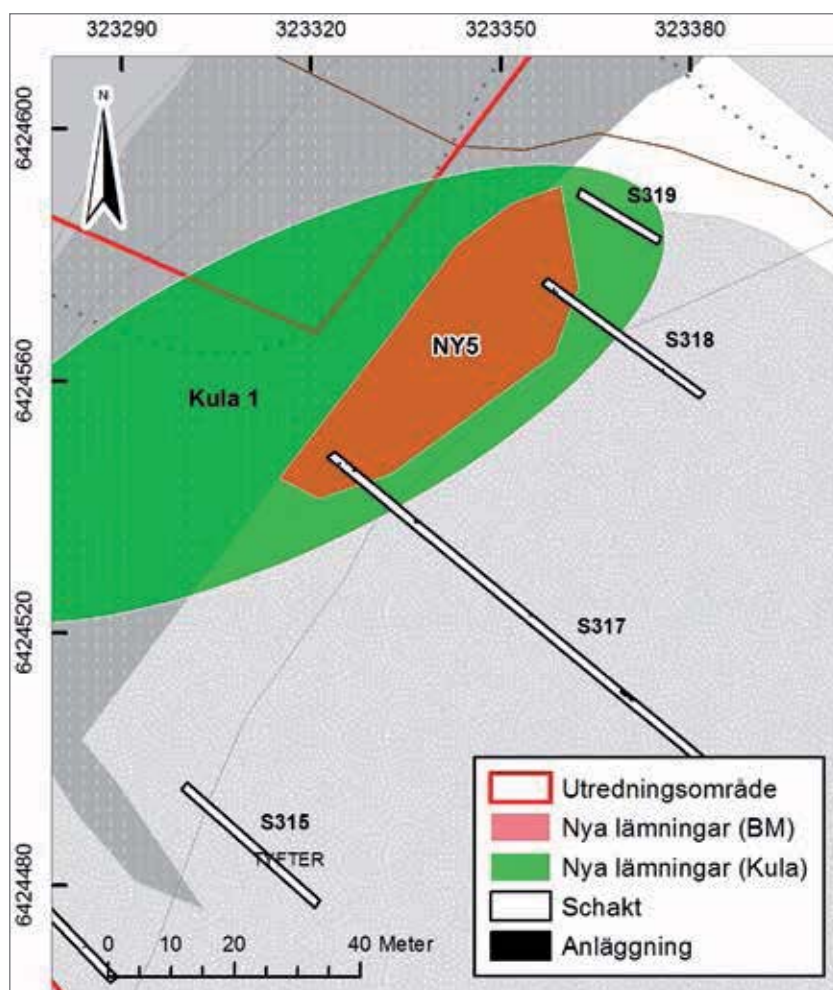 323290 323320 323350 323380
6424600
N
S319
S318
NY5
6424560
Kula 1
S317
6424520
S315
TYFTER
6424480
0 20 40 Meter
Utredningsområde
Nya lämningar (BM)
Nya lämningar (Kula)
Schakt
Anläggning